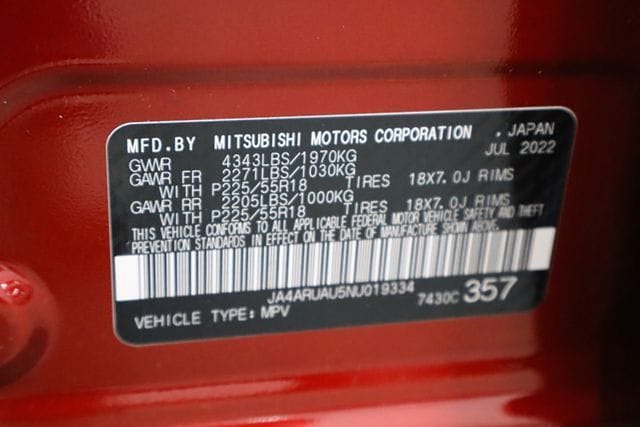 MFD.BY MITSUBISHI MOTORS CORPORATION , JAPAN
GVWR 4343LBS/1970KG JUL 2022
GAWR FR 2271LBS/1030KG
WITH P225/55R18 TIRES 18X7.0J RIMS
GAWR RR 2205LBS/1000KG
WITH P225/55R18 TIRES 18X7.0J RIMS
THIS VEHICLE CONFORMS TO ALL APPLICABLE FEDERAL MOTOR VEHICLE SAFETY AND THEFT
PREVENTION STANDARDS IN EFFECT ON THE DATE OF MANUFACTURE SHOWN ABOVE.
JA4ARUAU5NU019334 7430C 357
VEHICLE TYPE: MPV